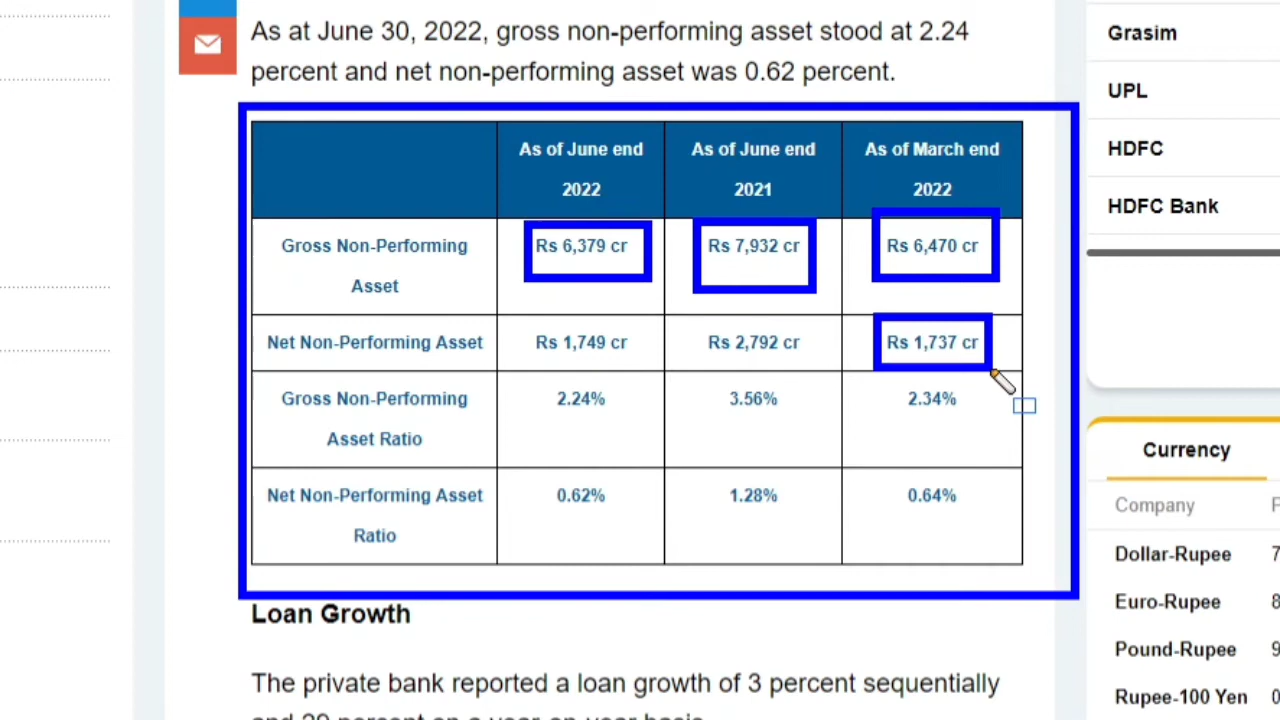 As at June 30, 2022, gross non-performing asset stood at 2.24
percent and net non-performing asset was 0.62 percent.
As of June end 2022
As of June end 2021
As of March end 2022
Gross Non-Performing Asset
Rs 6,379 cr
Rs 7,932 cr
Rs 6,470 cr
Net Non-Performing Asset
Rs 1,749 cr
Rs 2,792 cr
Rs 1,737 cr
Gross Non-Performing Asset Ratio
2.24%
3.56%
2.34%
Net Non-Performing Asset Ratio
0.62%
1.28%
0.64%
Loan Growth
The private bank reported a loan growth of 3 percent sequentially
Grasim
UPL
HDFC
HDFC Bank
Currency
Company
Dollar-Rupee
Euro-Rupee
Pound-Rupee
Rupee-100 Yen